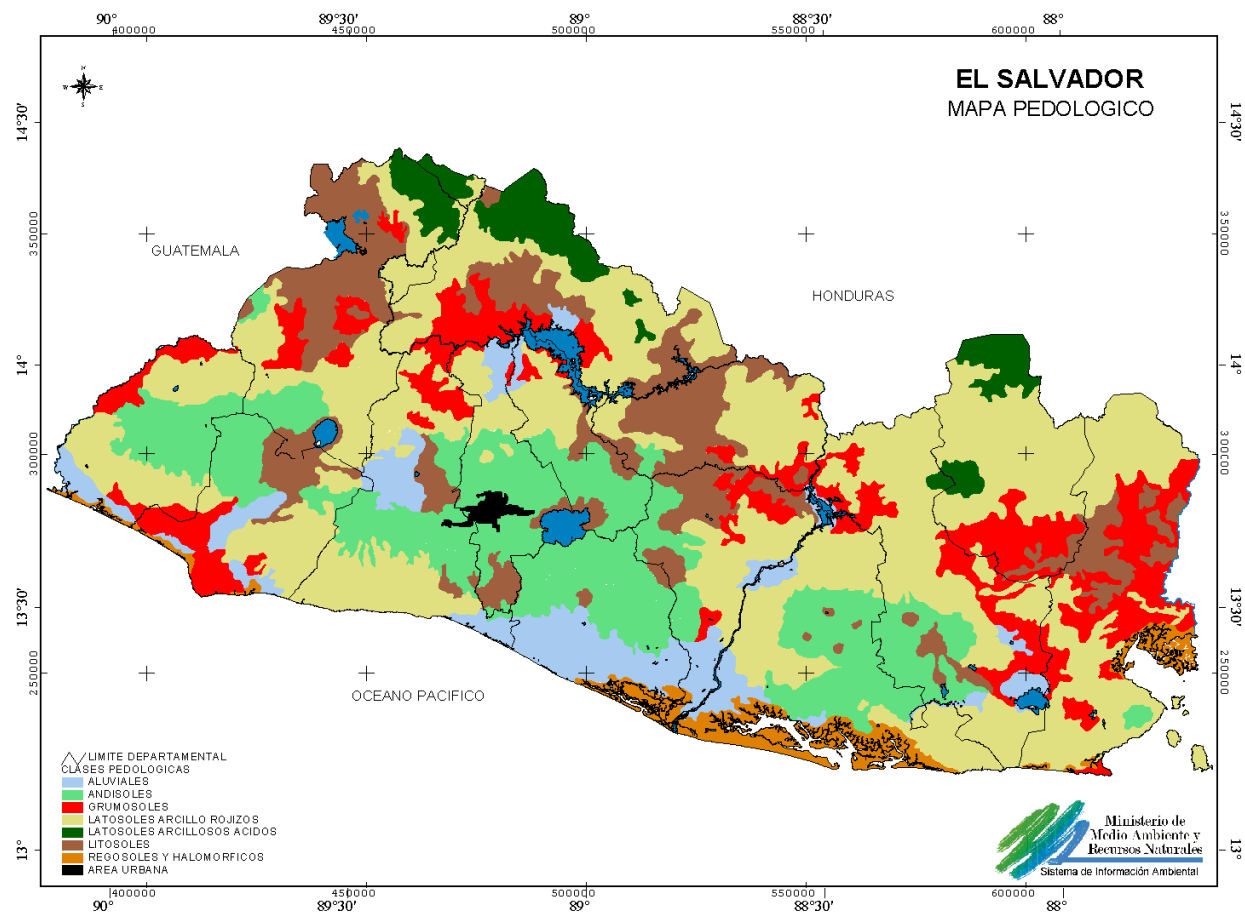 90° 89°30' 89° 88°30' 88°
400000 450000 500000 550000 600000
N
W E
S
EL SALVADOR
MAPA PEDOLOGICO
14°30' 14°30'
350000 350000
GUATEMALA
HONDURAS
14° 14°
300000 300000
13°30' 13°30'
250000 250000
OCEANO PACIFICO
LIMITE DEPARTAMENTAL
CLASES PEDOLOGICAS
ALUVIALES
ANDISOLES
GRUMOSOLES
LATOSOLES ARCILLO ROJIZOS
LATOSOLES ARCILLOSOS ACIDOS
LITOSOLES
REGOSOLES Y HALOMORFICOS
AREA URBANA
Ministerio de
Medio Ambiente y
Recursos Naturales
Sistema de Información Ambiental
13° 13°
400000 450000 500000 550000 600000
90° 89°30' 89° 88°30' 88°